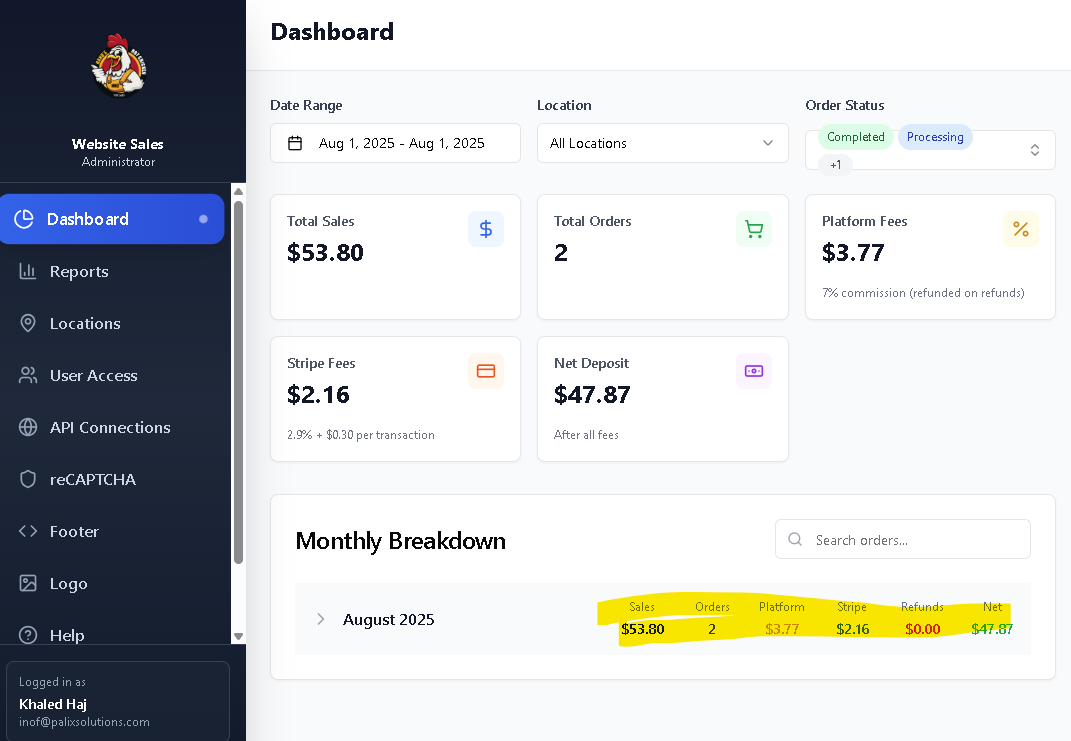 Website Sales
Administrator
Dashboard
Reports
Locations
User Access
API Connections
reCAPTCHA
Footer
Logo
Help
Logged in as
Khaled Haj
inof@palixsolutions.com
Dashboard
Date Range
Aug 1, 2025 - Aug 1, 2025
Location
All Locations
Order Status
Completed Processing
+1
Total Sales
$53.80
Total Orders
2
Platform Fees
$3.77
7% commission (refunded on refunds)
Stripe Fees
$2.16
2.9% + $0.30 per transaction
Net Deposit
$47.87
After all fees
Monthly Breakdown
Search orders...
August 2025
Sales Orders Platform Stripe Refunds Net
$53.80 2 $3.77 $2.16 $0.00 $47.87